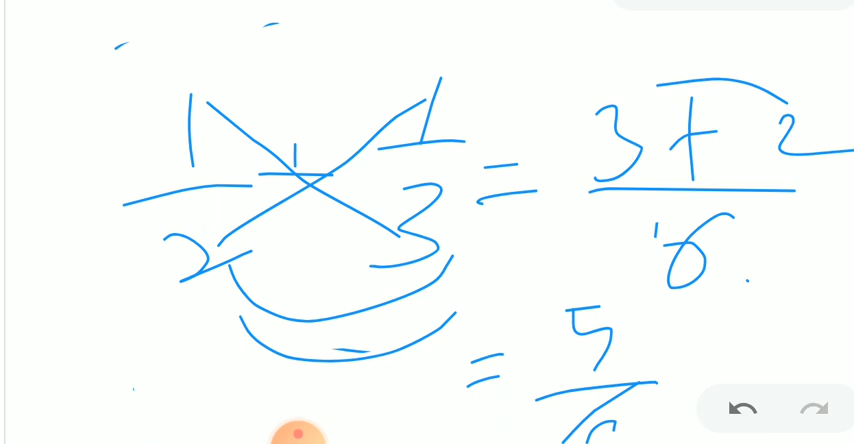 1/2 + 1/3 = 3+2/6
= 5/6